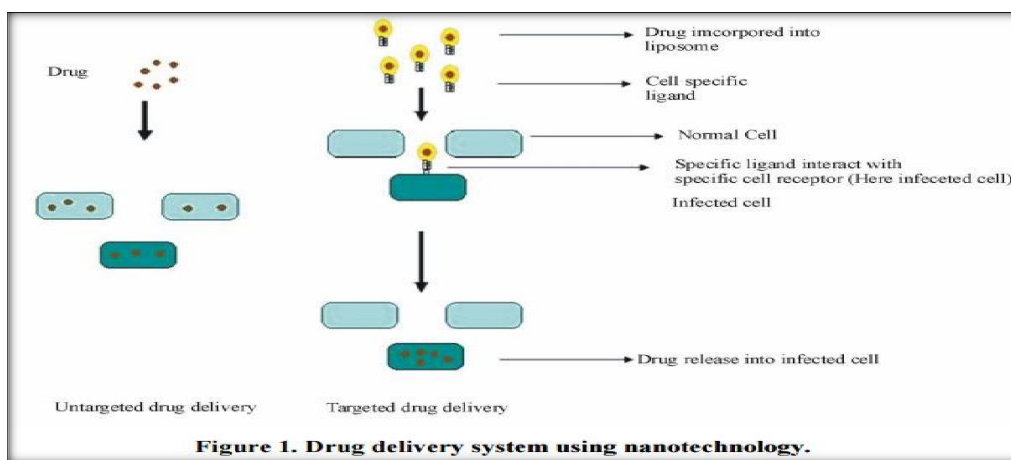 Drug
Drug imcorpored into
liposome
Cell specific
ligand
Normal Cell
Specific ligand interact with
specific cell receptor (Here infeceted cell)
Infected cell
Drug release into infected cell
Untargeted drug delivery
Targeted drug delivery
Figure 1. Drug delivery system using nanotechnology.